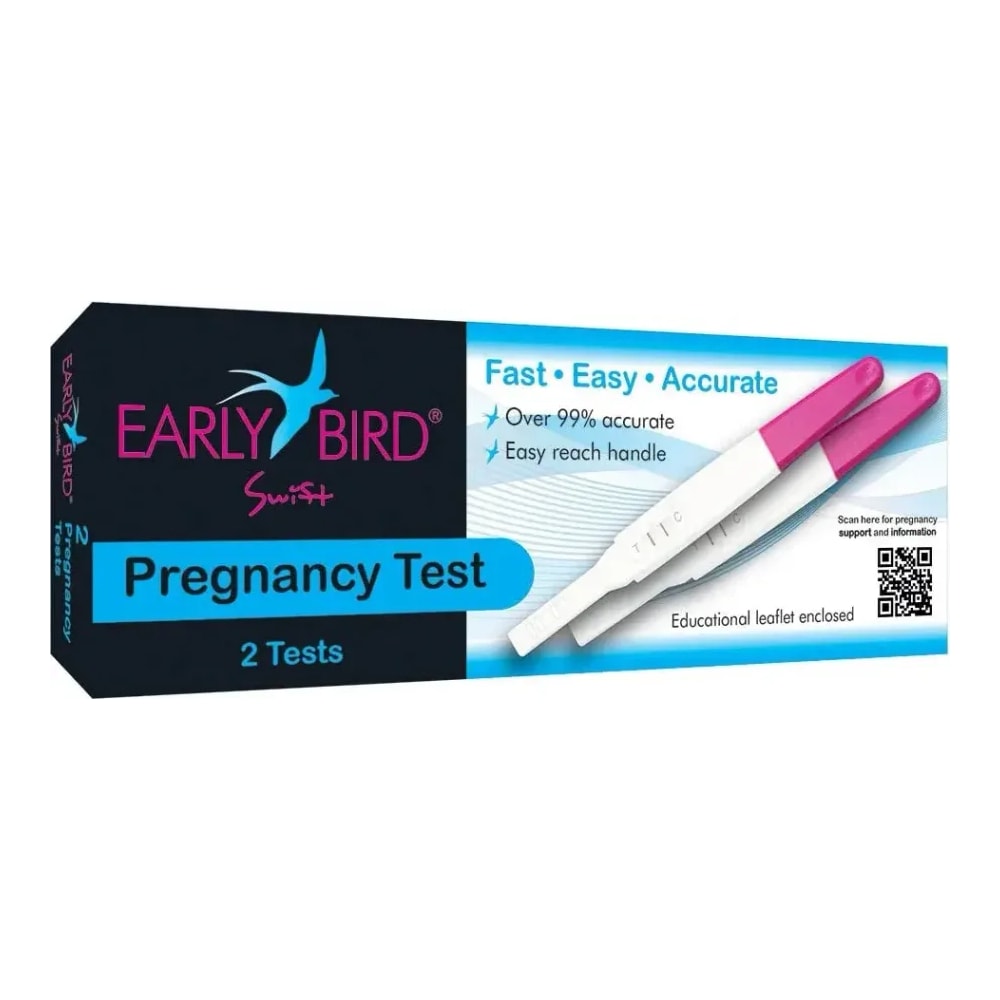 EARLY BIRD®
Swift
2 Pregnancy
Tests
EARLY BIRD®
Swift
Pregnancy Test
2 Tests
Fast • Easy • Accurate
Over 99% accurate
Easy reach handle
T C
C
Scan here for pregnancy
support and information
Educational leaflet enclosed